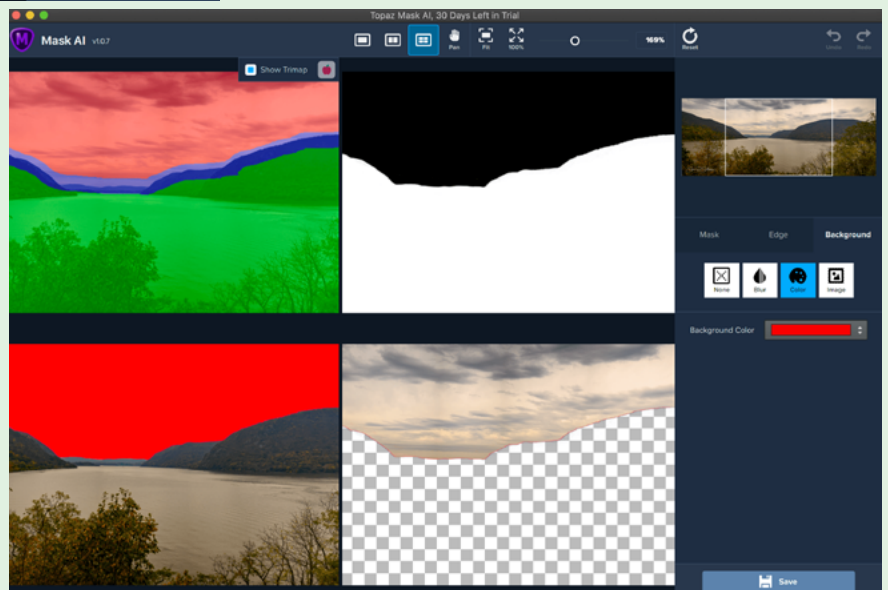 Topaz Mask AI, 30 Days Left in Trial
Mask AI v1.0.7
Pan
Fit
100%
169%
Reset
Undo
Redo
Show Trimap
Mask Edge Background
None Blur Color Image
Background Color
Save